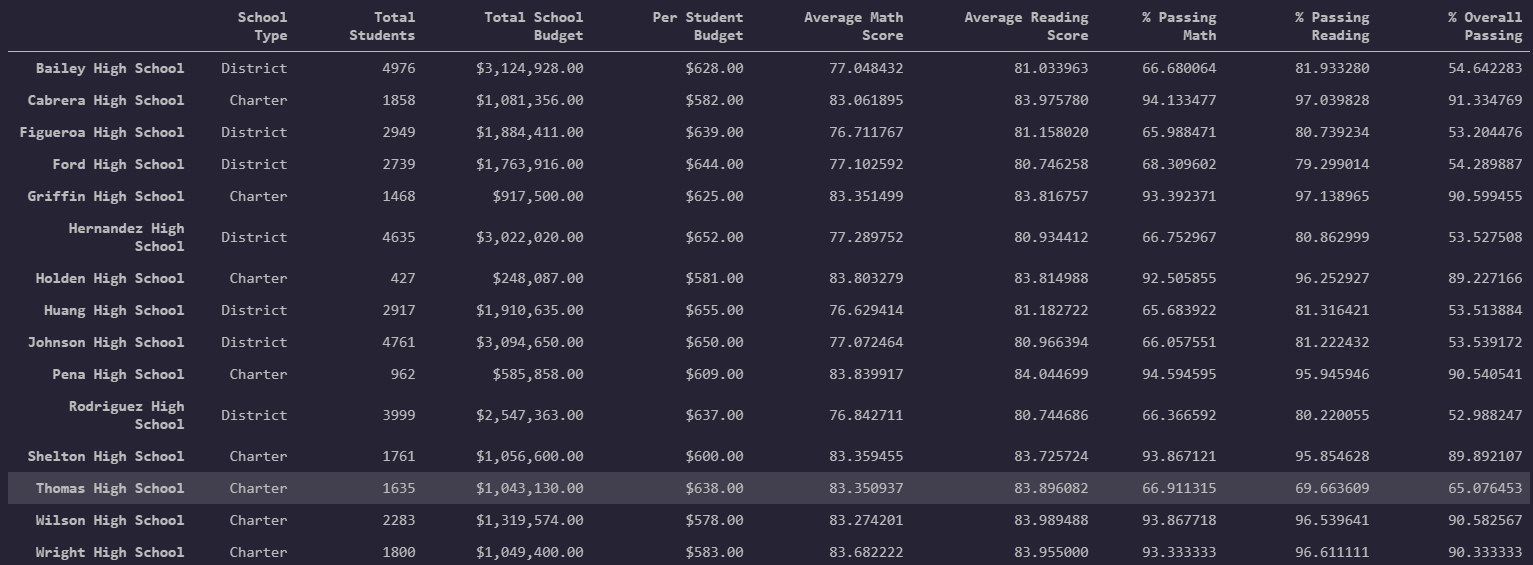 School Type Total Students Total School Budget Per Student Budget Average Math Score Average Reading Score % Passing Math % Passing Reading % Overall Passing
Bailey High School District 4976 $3,124,928.00 $628.00 77.048432 81.033963 66.680064 81.933280 54.642283
Cabrera High School Charter 1858 $1,081,356.00 $582.00 83.061895 83.975780 94.133477 97.039828 91.334769
Figueroa High School District 2949 $1,884,411.00 $639.00 76.711767 81.158020 65.988471 80.739234 53.204476
Ford High School District 2739 $1,763,916.00 $644.00 77.102592 80.746258 68.309602 79.299014 54.289887
Griffin High School Charter 1468 $917,500.00 $625.00 83.351499 83.816757 93.392371 97.138965 90.599455
Hernandez High School District 4635 $3,022,020.00 $652.00 77.289752 80.934412 66.752967 80.862999 53.527508
Holden High School Charter 427 $248,087.00 $581.00 83.803279 83.814988 92.505855 96.252927 89.227166
Huang High School District 2917 $1,910,635.00 $655.00 76.629414 81.182722 65.683922 81.316421 53.513884
Johnson High School District 4761 $3,094,650.00 $650.00 77.072464 80.966394 66.057551 81.222432 53.539172
Pena High School Charter 962 $585,858.00 $609.00 83.839917 84.044699 94.594595 95.945946 90.540541
Rodriguez High School District 3999 $2,547,363.00 $637.00 76.842711 80.744686 66.366592 80.220055 52.988247
Shelton High School Charter 1761 $1,056,600.00 $600.00 83.359455 83.725724 93.867121 95.854628 89.892107
Thomas High School Charter 1635 $1,043,130.00 $638.00 83.350937 83.896082 66.911315 69.663609 65.076453
Wilson High School Charter 2283 $1,319,574.00 $578.00 83.274201 83.989488 93.867718 96.539641 90.582567
Wright High School Charter 1800 $1,049,400.00 $583.00 83.682222 83.955000 93.333333 96.611111 90.333333